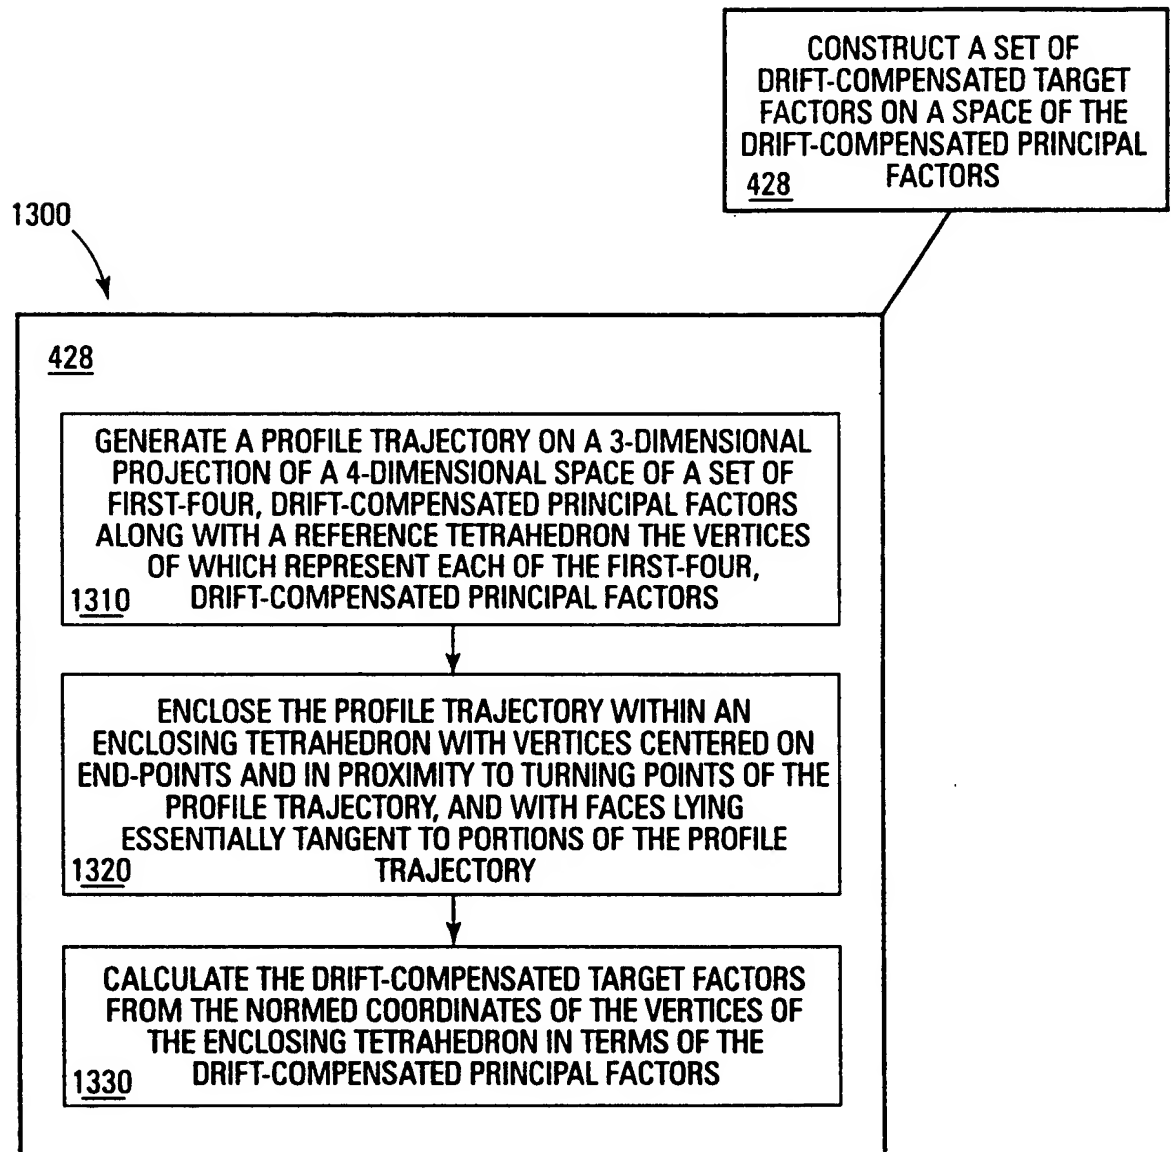 CONSTRUCT A SET OF
DRIFT-COMPENSATED TARGET
FACTORS ON A SPACE OF THE
DRIFT-COMPENSATED PRINCIPAL
428 FACTORS
1300
428
GENERATE A PROFILE TRAJECTORY ON A 3-DIMENSIONAL
PROJECTION OF A 4-DIMENSIONAL SPACE OF A SET OF
FIRST-FOUR, DRIFT-COMPENSATED PRINCIPAL FACTORS
ALONG WITH A REFERENCE TETRAHEDRON THE VERTICES
OF WHICH REPRESENT EACH OF THE FIRST-FOUR,
1310 DRIFT-COMPENSATED PRINCIPAL FACTORS
ENCLOSE THE PROFILE TRAJECTORY WITHIN AN
ENCLOSING TETRAHEDRON WITH VERTICES CENTERED ON
END-POINTS AND IN PROXIMITY TO TURNING POINTS OF THE
PROFILE TRAJECTORY, AND WITH FACES LYING
ESSENTIALLY TANGENT TO PORTIONS OF THE PROFILE
1320 TRAJECTORY
CALCULATE THE DRIFT-COMPENSATED TARGET FACTORS
FROM THE NORMED COORDINATES OF THE VERTICES OF
THE ENCLOSING TETRAHEDRON IN TERMS OF THE
1330 DRIFT-COMPENSATED PRINCIPAL FACTORS